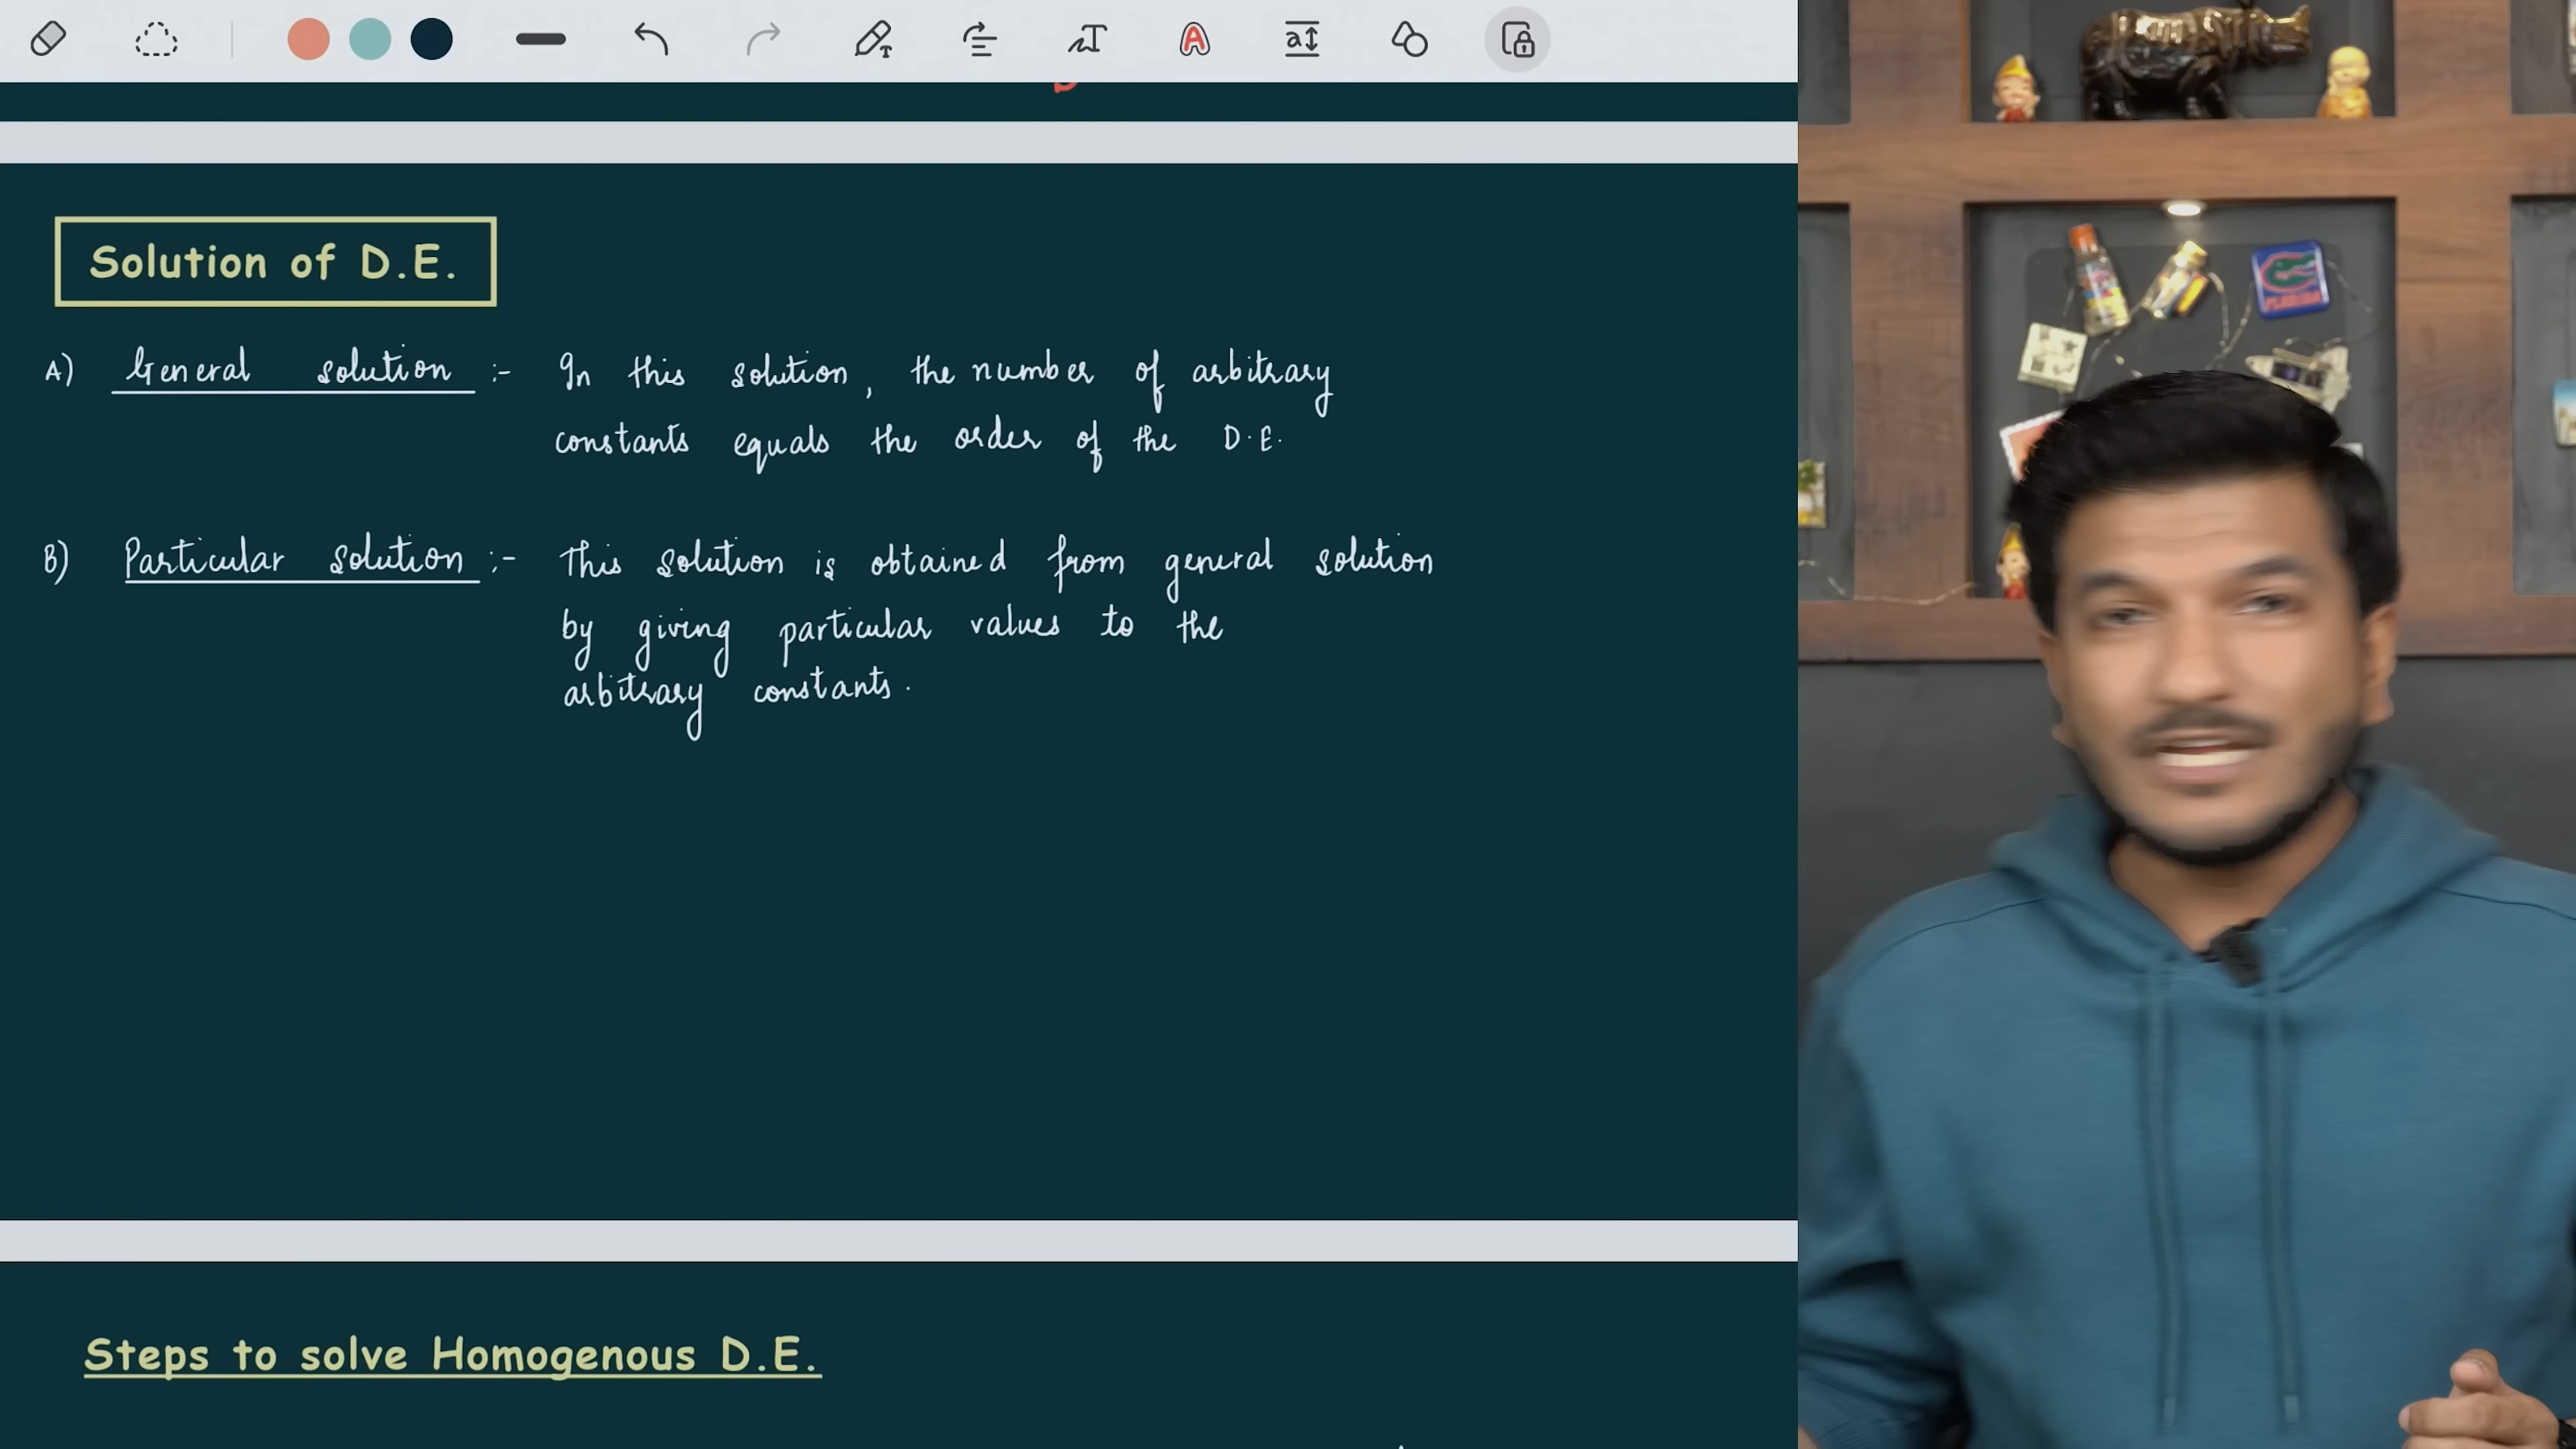 Solution of D.E.
A) General solution :- In this solution, the number of arbitrary
constants equals the order of the D.E.
B) Particular solution :- This solution is obtained from general solution
by giving particular values to the
arbitrary constants.
Steps to solve Homogenous D.E.
FLORIDA